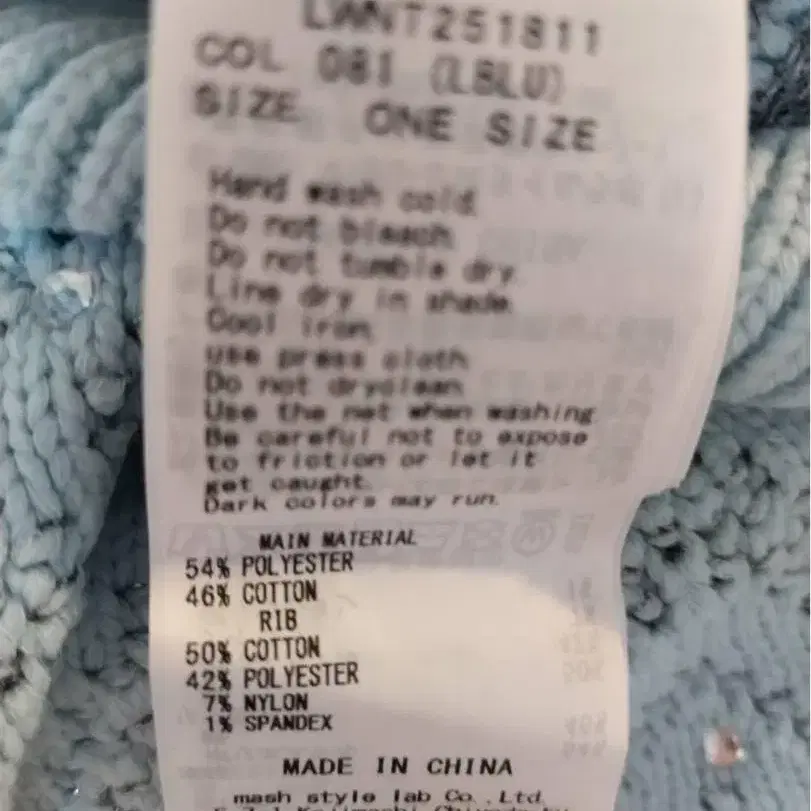 LWNT251811
COL 081 (LBLU)
SIZE ONE SIZE
Hand wash cold
Do not bleach
Do not tumble dry
Line dry in shade
Cool iron
use press cloth
Do not dryclean
Use the net when washing
Be careful not to expose
to friction or let it
get caught.
Dark colors may run.
MAIN MATERIAL
54% POLYESTER
46% COTTON
RIB
50% COTTON
42% POLYESTER
7% NYLON
1% SPANDEX
MADE IN CHINA
mash style lab Co.,Ltd.